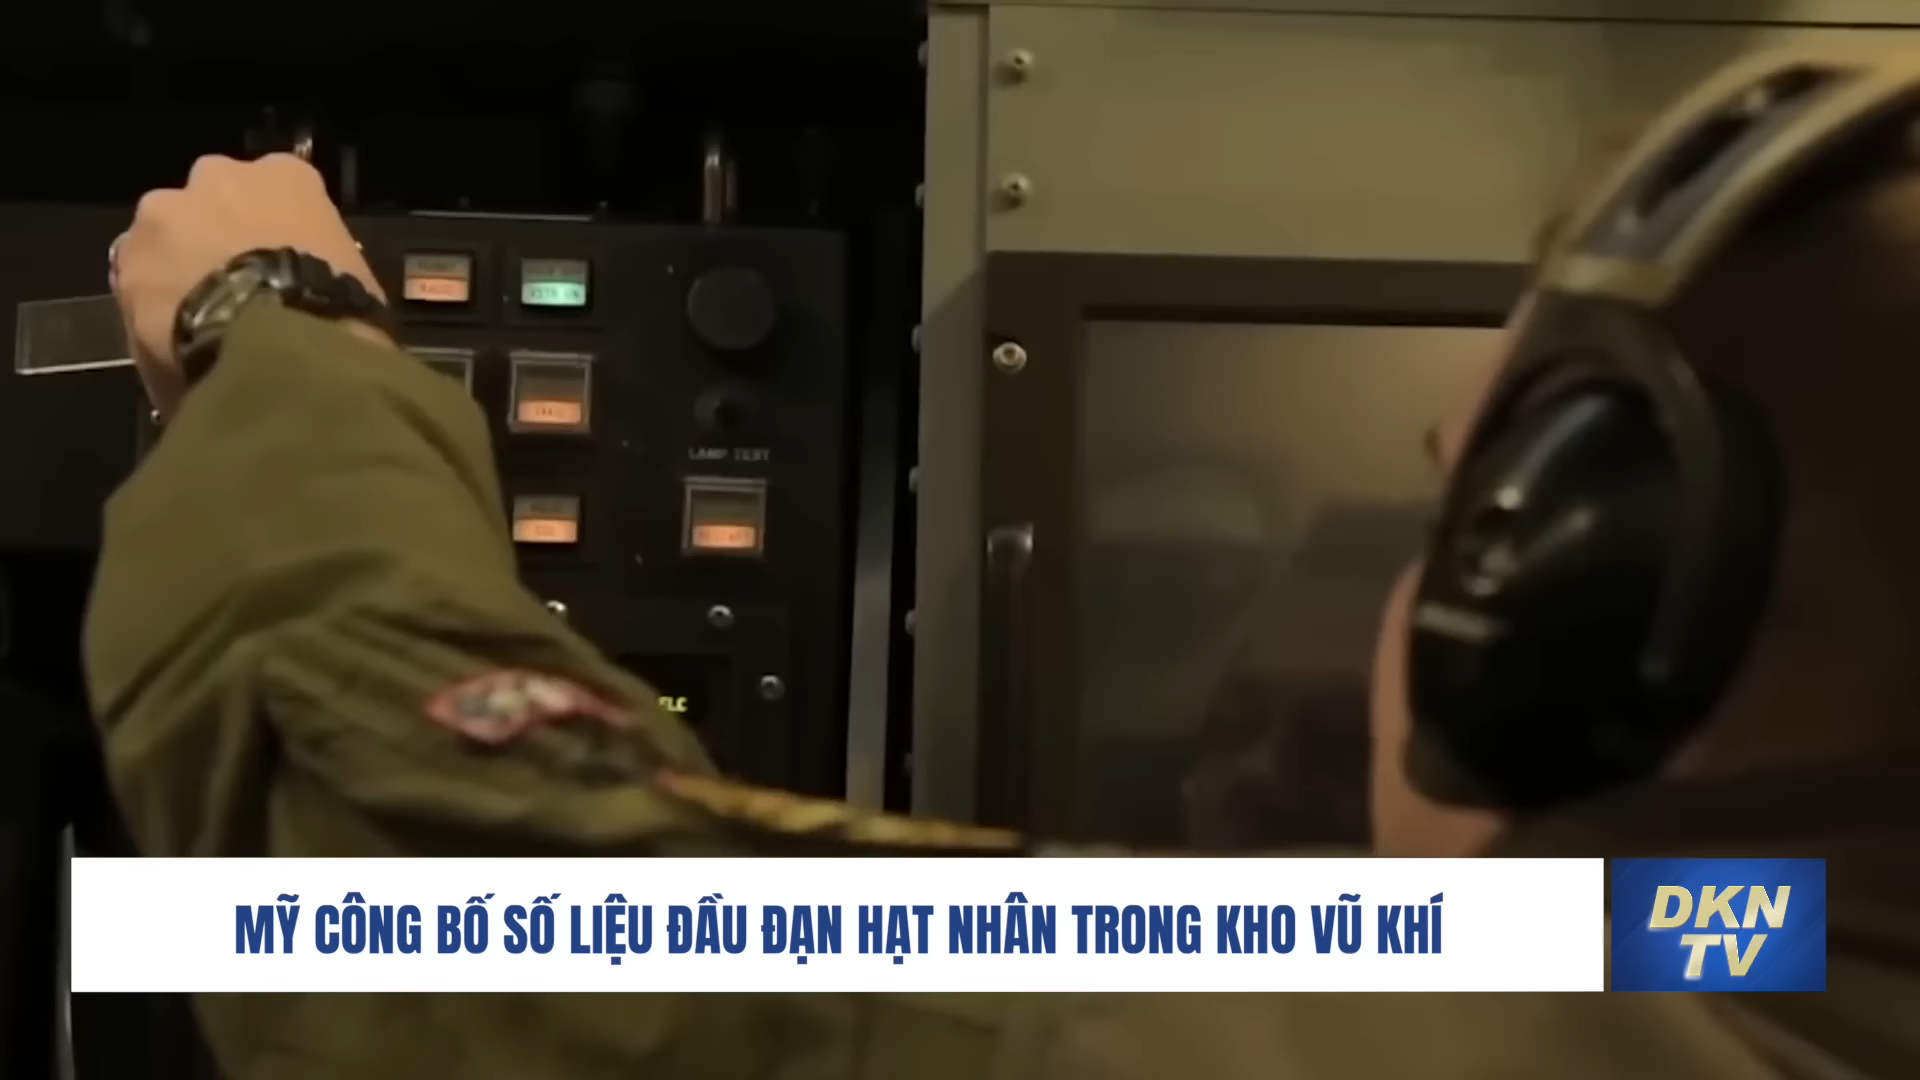 LAMP TEST
MỸ CÔNG BỐ SỐ LIỆU ĐẦU ĐẠN HẠT NHÂN TRONG KHO VŨ KHÍ
DKN
TV